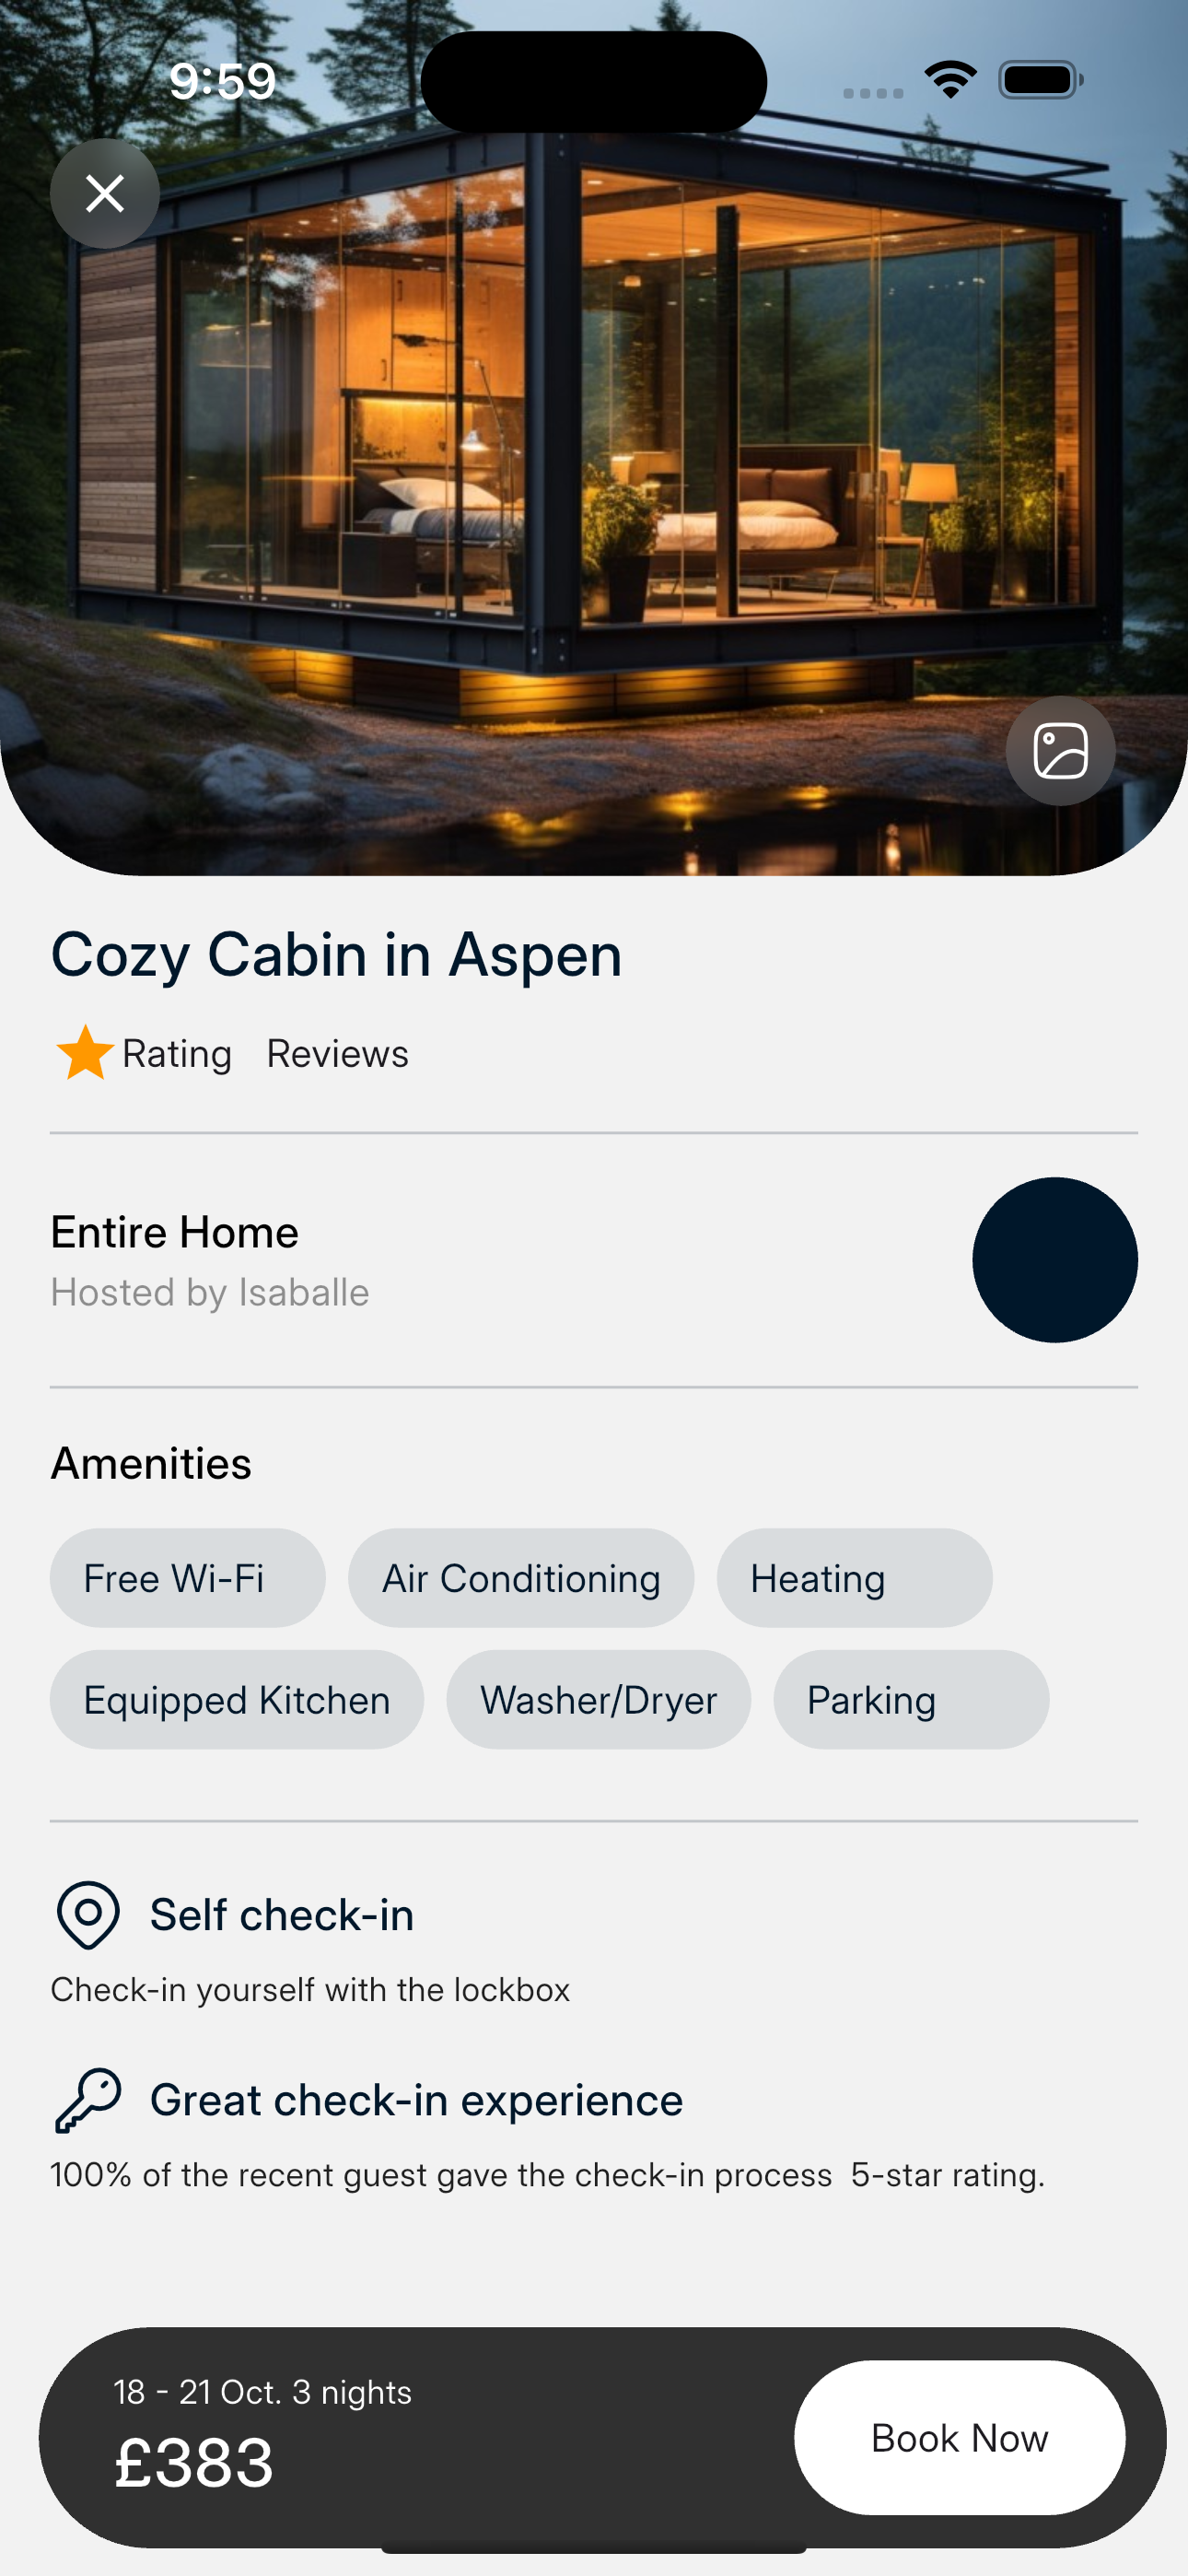 9:59
Cozy Cabin in Aspen
Rating Reviews
Entire Home
Hosted by Isaballe
Amenities
Free Wi-Fi Air Conditioning Heating
Equipped Kitchen Washer/Dryer Parking
Self check-in
Check-in yourself with the lockbox
Great check-in experience
100% of the recent guest gave the check-in process  5-star rating.
18 - 21 Oct. 3 nights
£383
Book Now